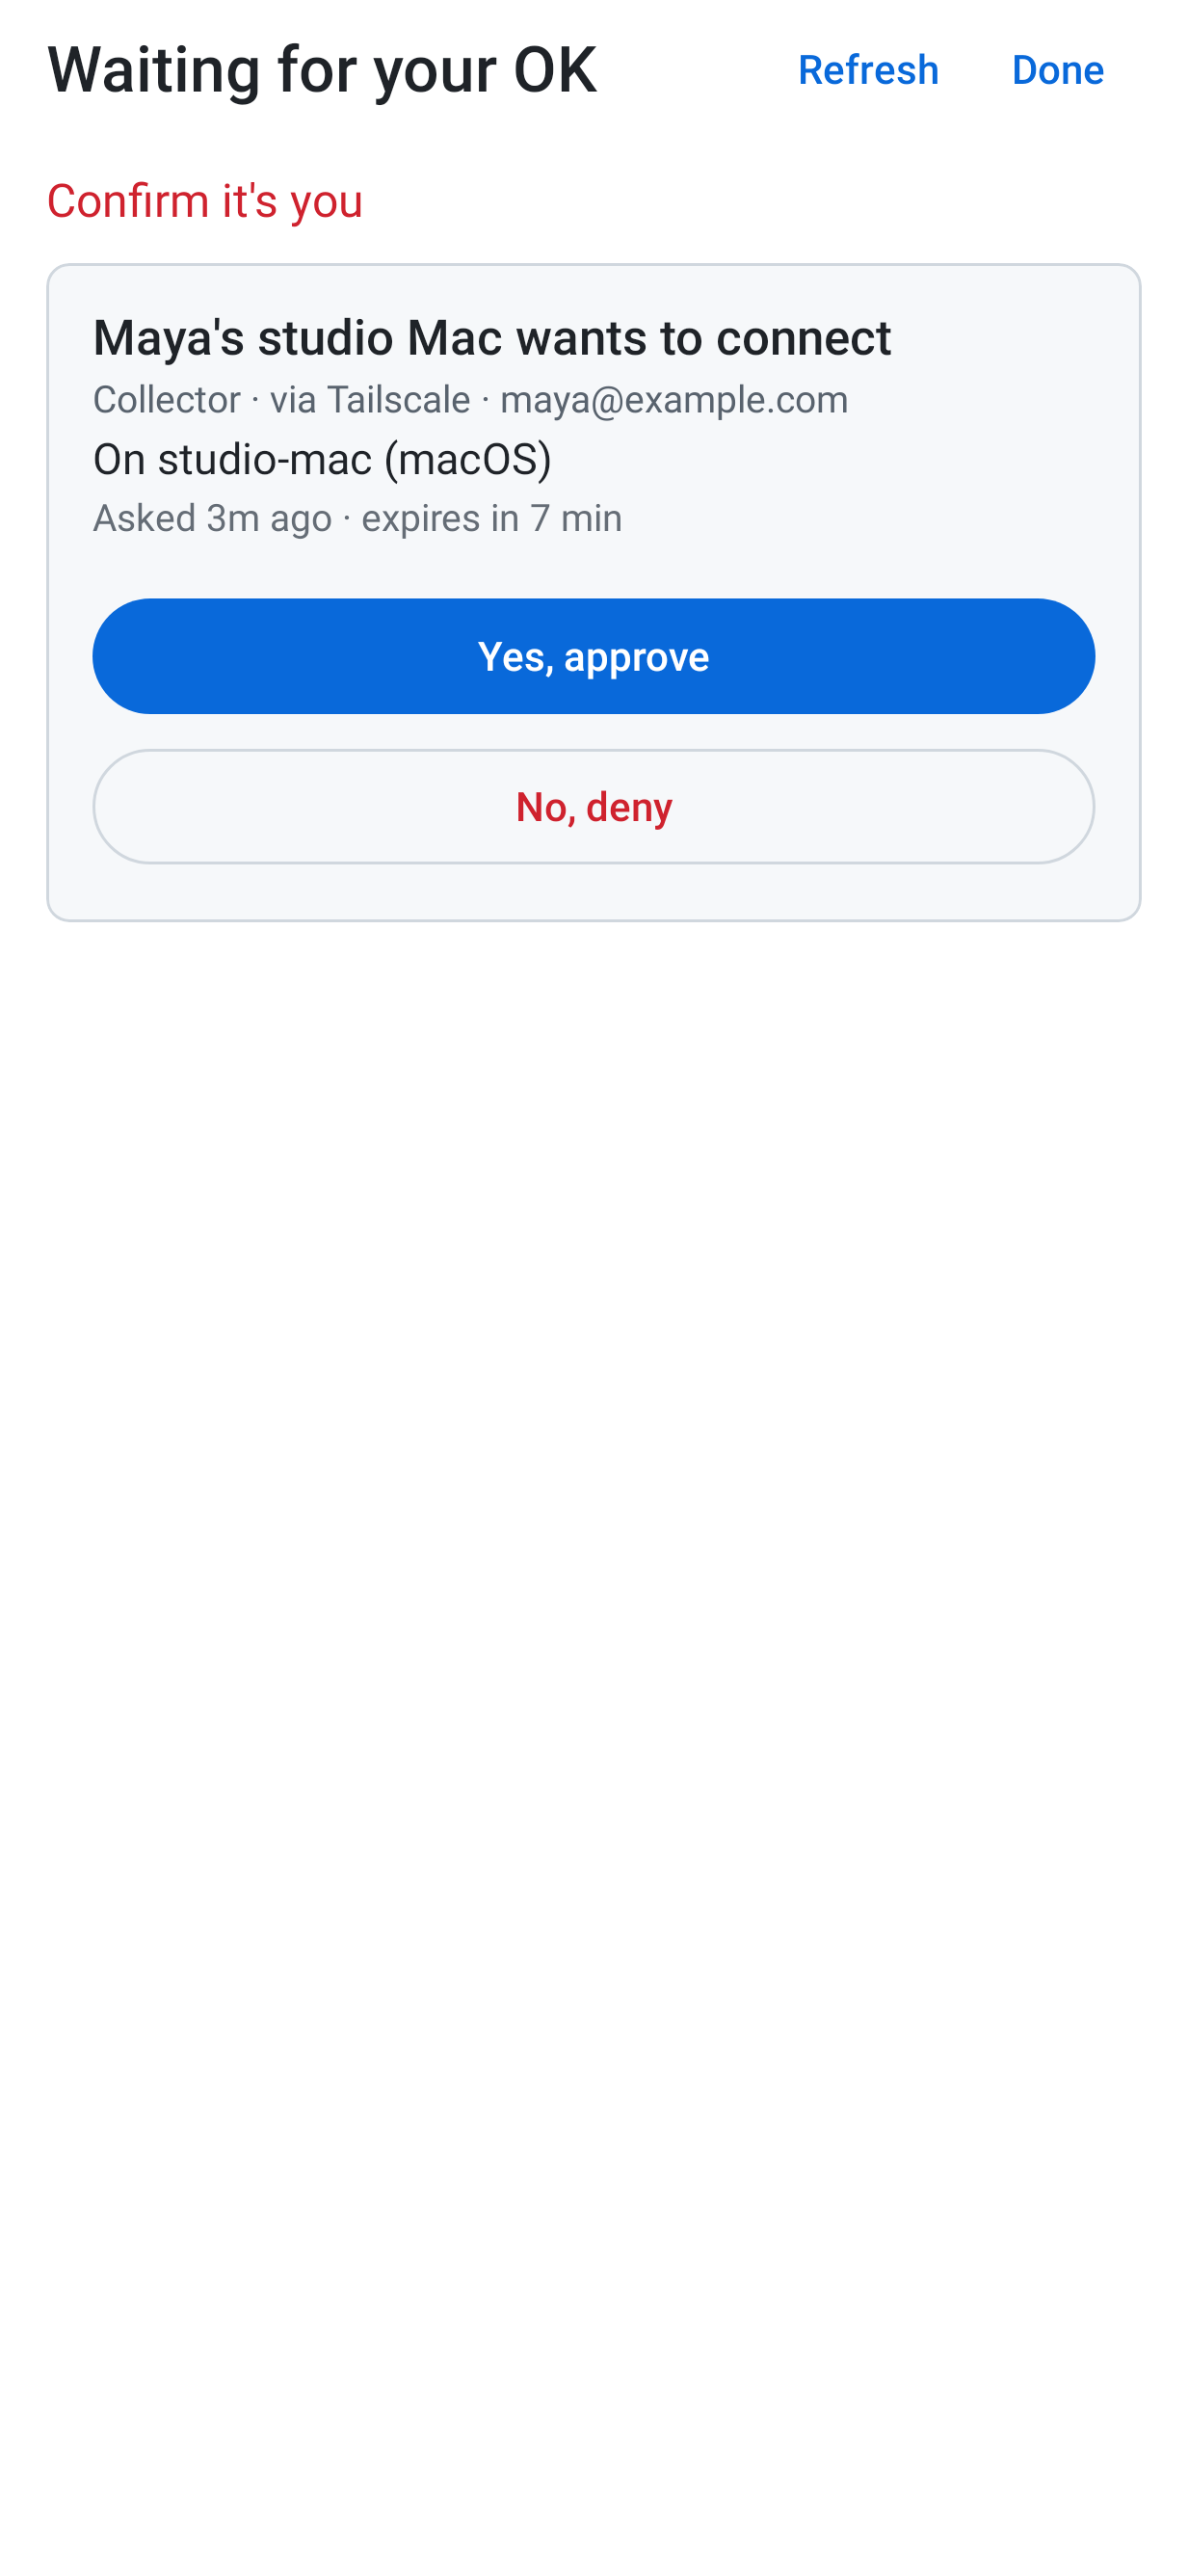 Waiting for your OK
Refresh
Done
Confirm it's you
Maya's studio Mac wants to connect
Collector · via Tailscale · maya@example.com
On studio-mac (macOS)
Asked 3m ago · expires in 7 min
Yes, approve
No, deny